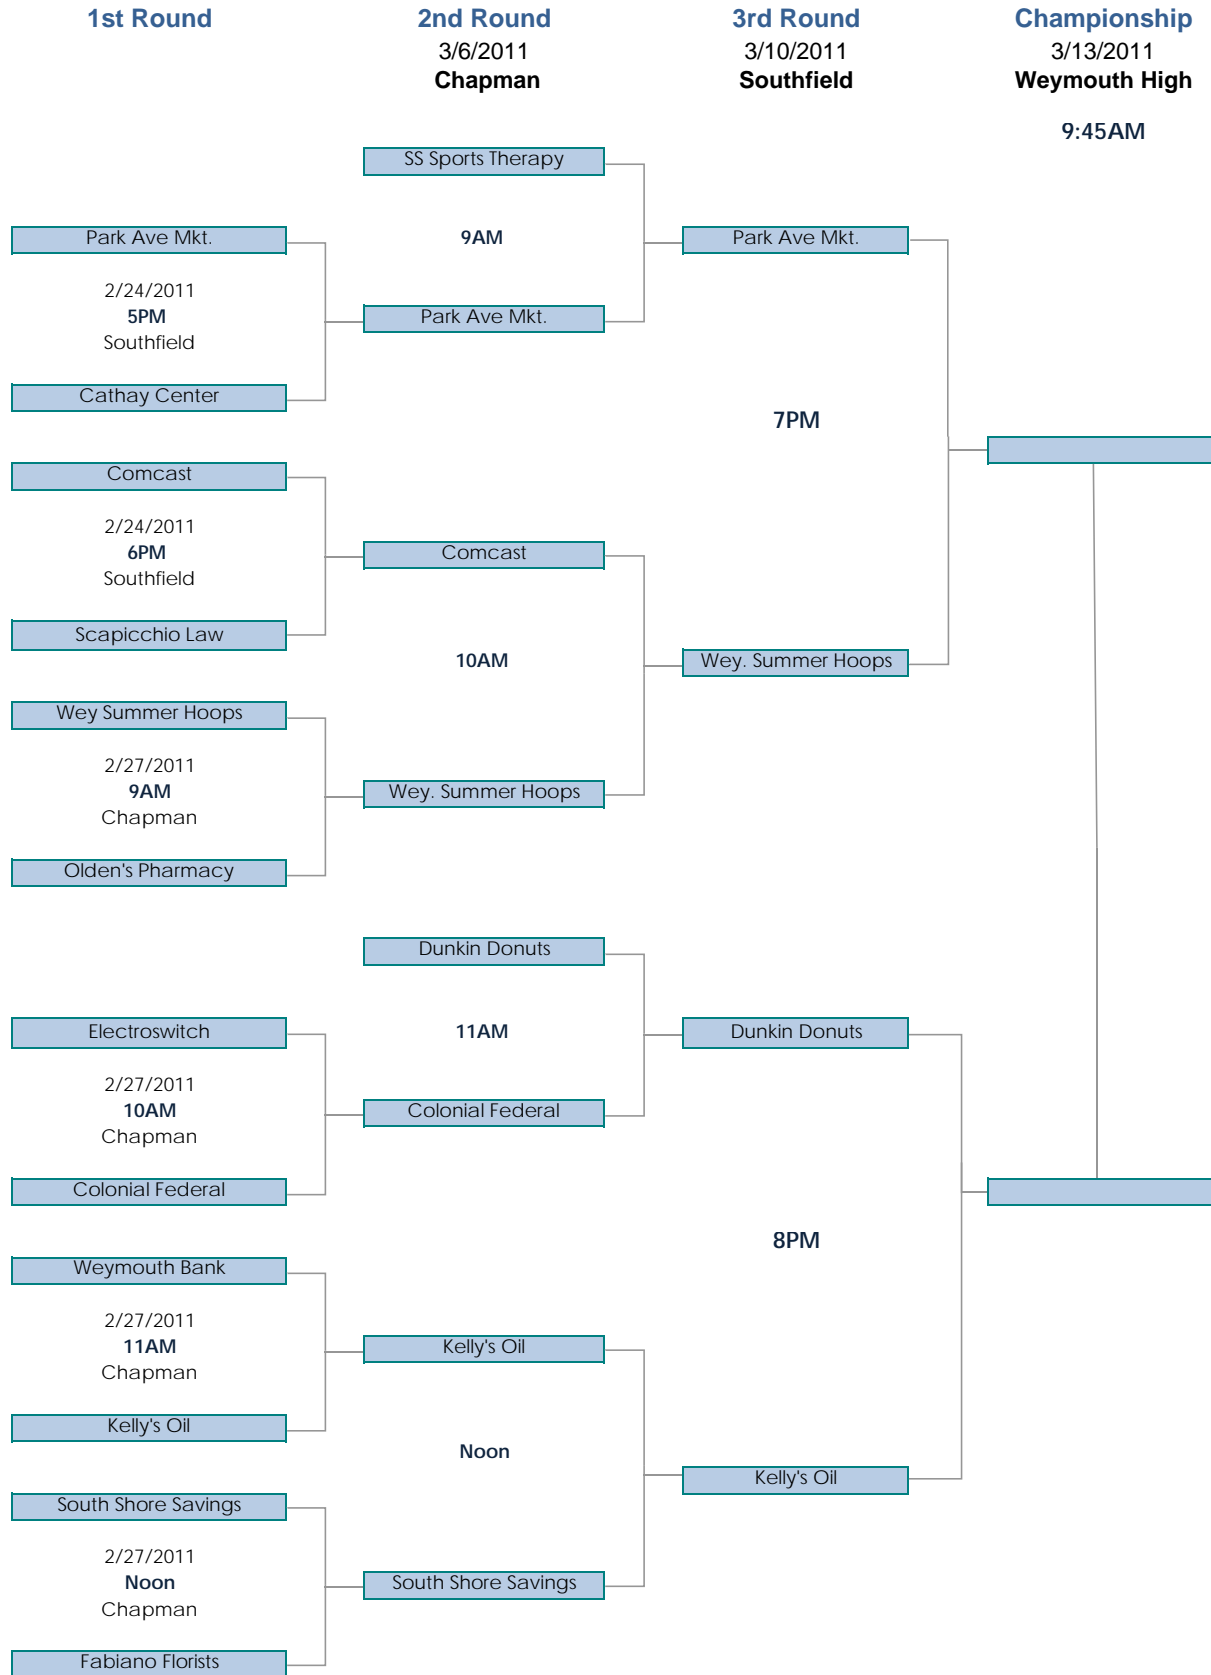 1st Round
2nd Round
3rd Round
Championship
3/6/2011
3/10/2011
3/13/2011
Chapman
Southfield
Weymouth High
9:45AM
SS Sports Therapy
Park Ave Mkt.
9AM
Park Ave Mkt.
2/24/2011
5PM
Southfield
Park Ave Mkt.
Cathay Center
7PM
Comcast
2/24/2011
6PM
Southfield
Comcast
Scapicchio Law
10AM
Wey. Summer Hoops
Wey Summer Hoops
2/27/2011
9AM
Chapman
Wey. Summer Hoops
Olden's Pharmacy
Dunkin Donuts
Electroswitch
11AM
Dunkin Donuts
2/27/2011
10AM
Chapman
Colonial Federal
Colonial Federal
8PM
Weymouth Bank
2/27/2011
11AM
Chapman
Kelly's Oil
Kelly's Oil
Noon
Kelly's Oil
South Shore Savings
2/27/2011
Noon
Chapman
South Shore Savings
Fabiano Florists